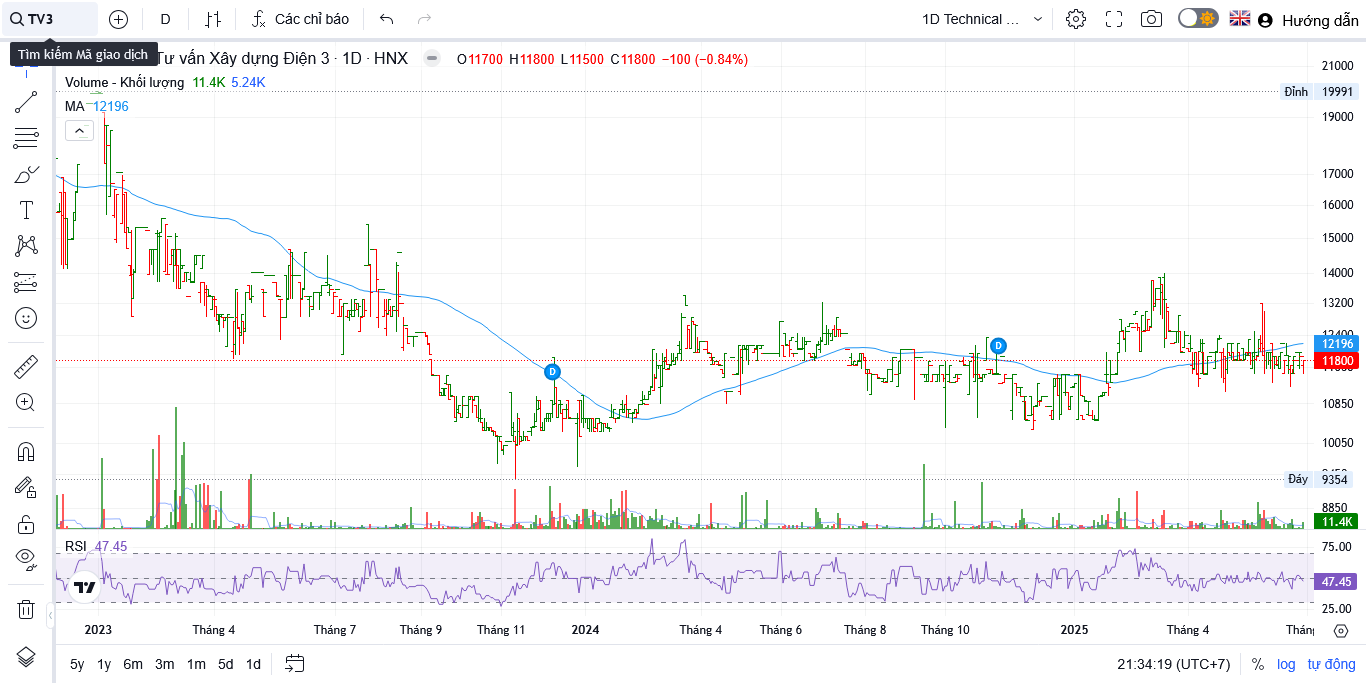 TV3 D Các chỉ báo 1D Technical ... Hướng dẫn
Tìm kiếm Mã giao dịch
Tư vấn Xây dựng Điện 3 · 1D · HNX O11700 H11800 L11500 C11800 −100 (−0.84%)
Volume - Khối lượng 11.4K 5.24K
MA 12196
21000
Đỉnh 19991
19000
17000
16000
15000
14000
13200
12400
12196
11800
10850
10050
Đáy 9354
8850
11.4K
RSI 47.45
75.00
47.45
25.00
2023 Tháng 4 Tháng 7 Tháng 9 Tháng 11 2024 Tháng 4 Tháng 6 Tháng 8 Tháng 10 2025 Tháng 4 Tháng
D
D
5y 1y 6m 3m 1m 5d 1d 21:34:19 (UTC+7) % log tự động